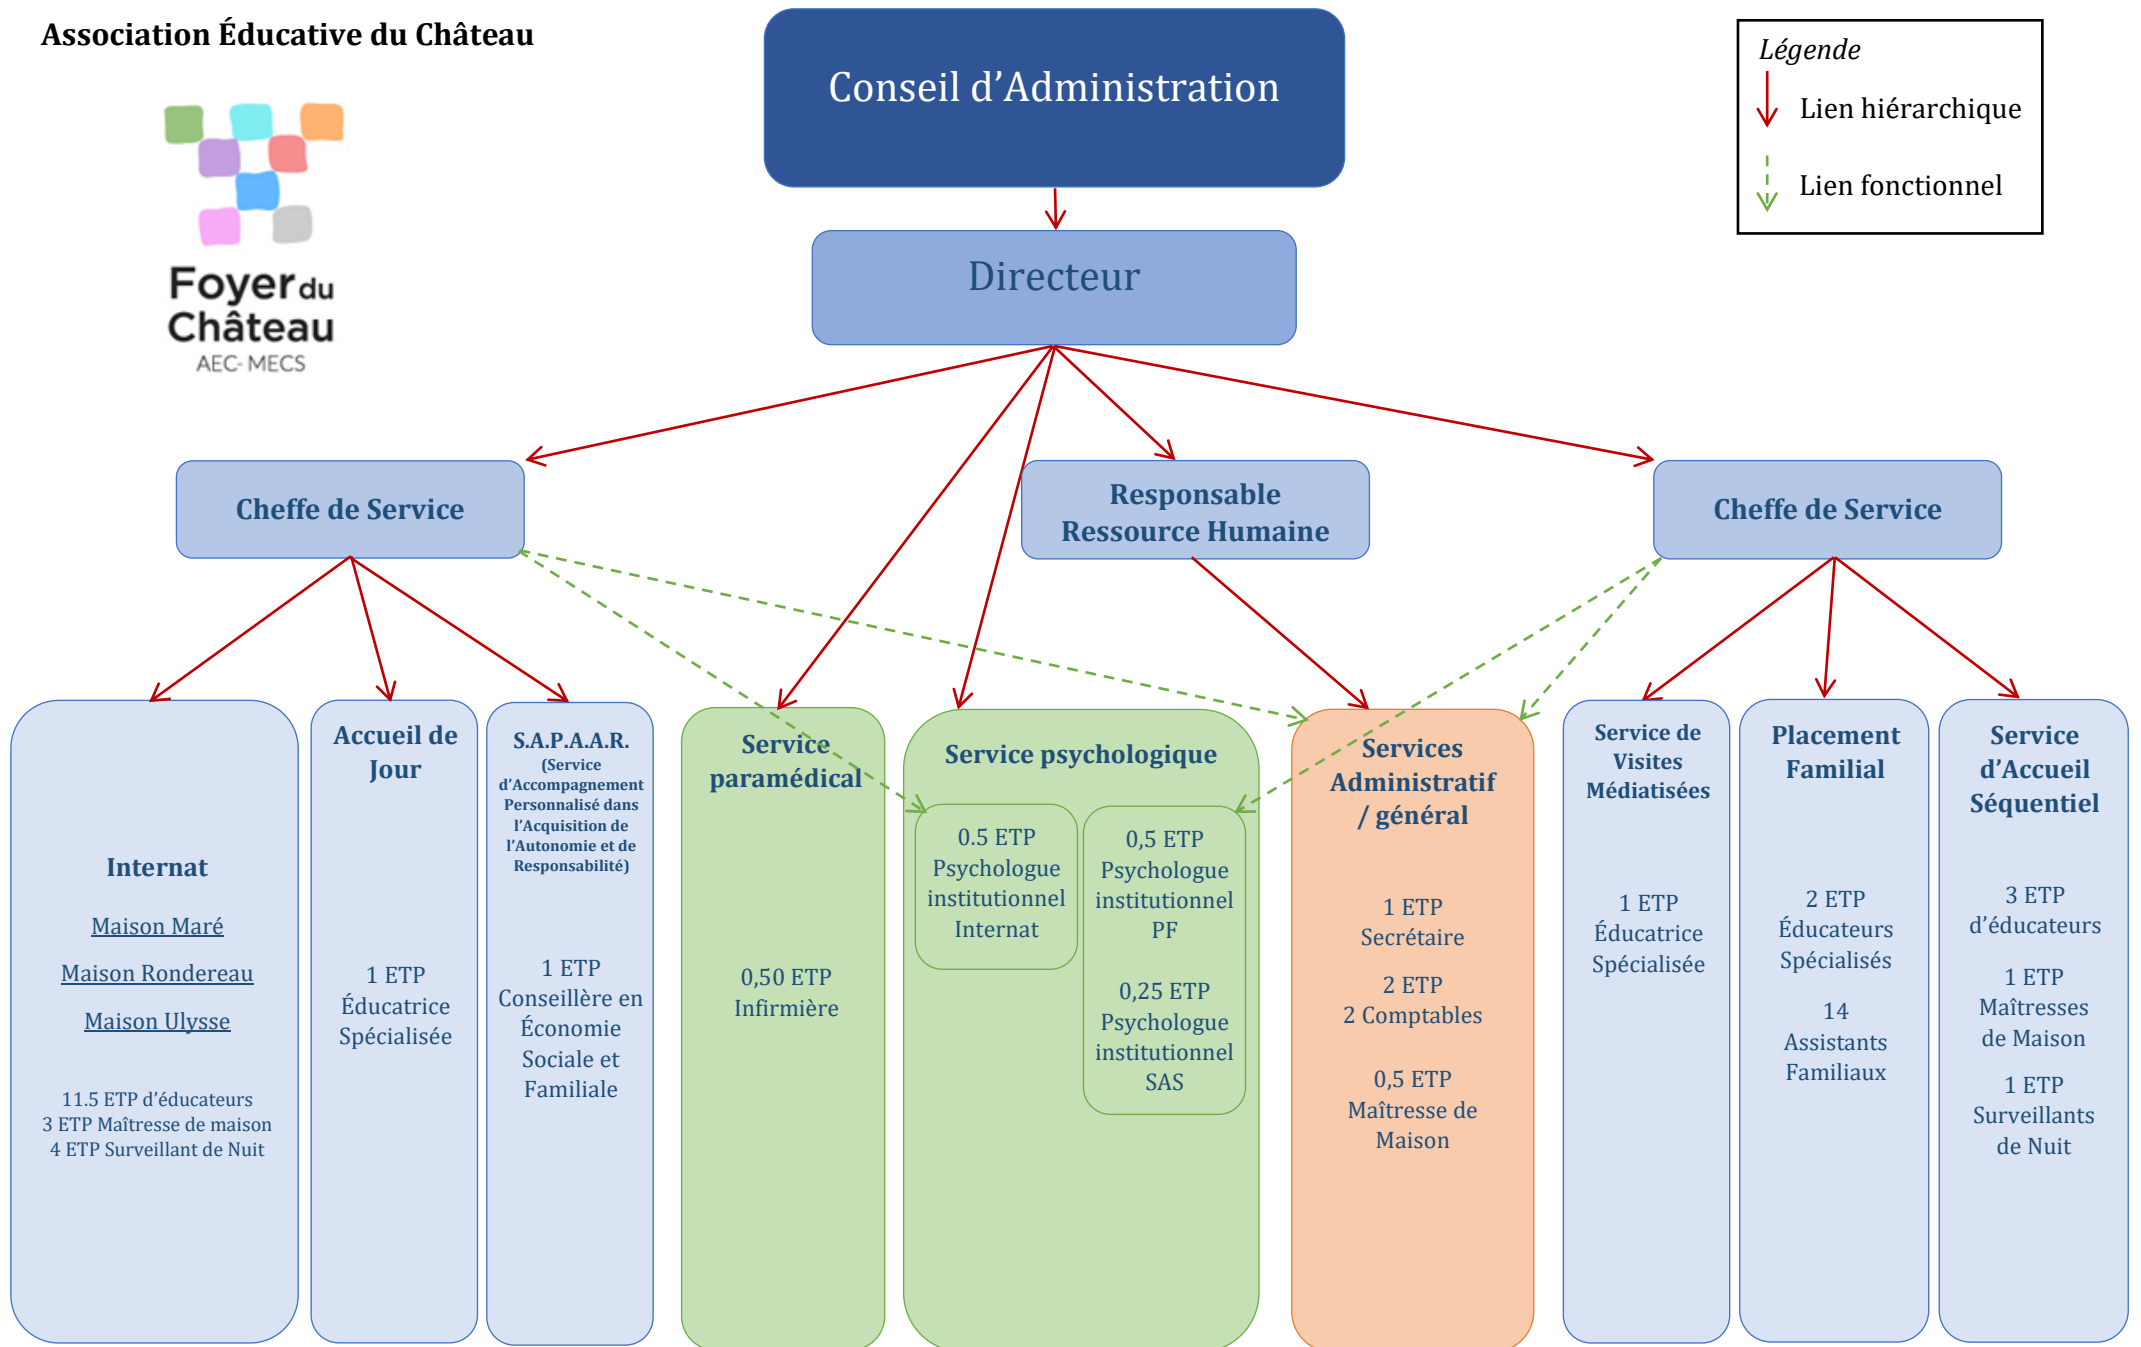 Association Éducative du Château
Foyer du
Château
AEC- MECS
Conseil d’Administration
Légende
Lien hiérarchique
Lien fonctionnel
Directeur
Cheffe de Service
Responsable
Ressource Humaine
Cheffe de Service
Internat
Maison Maré
Maison Rondereau
Maison Ulysse
11.5 ETP d’éducateurs
3 ETP Maîtresse de maison
4 ETP Surveillant de Nuit
Accueil de
Jour
1 ETP
Éducatrice
Spécialisée
S.A.P.A.A.R.
(Service
d’Accompagnement
Personnalisé dans
l’Acquisition de
l’Autonomie et de
Responsabilité)
1 ETP
Conseillère en
Économie
Sociale et
Familiale
Service
paramédical
0,50 ETP
Infirmière
Service psychologique
0.5 ETP
Psychologue
institutionnel
Internat
0,5 ETP
Psychologue
institutionnel
PF
0,25 ETP
Psychologue
institutionnel
SAS
Services
Administratif
/ général
1 ETP
Secrétaire
2 ETP
2 Comptables
0,5 ETP
Maîtresse de
Maison
Service de
Visites
Médiatisées
1 ETP
Éducatrice
Spécialisée
Placement
Familial
2 ETP
Éducateurs
Spécialisés
14
Assistants
Familiaux
Service
d’Accueil
Séquentiel
3 ETP
d’éducateurs
1 ETP
Maîtresses
de Maison
1 ETP
Surveillants
de Nuit